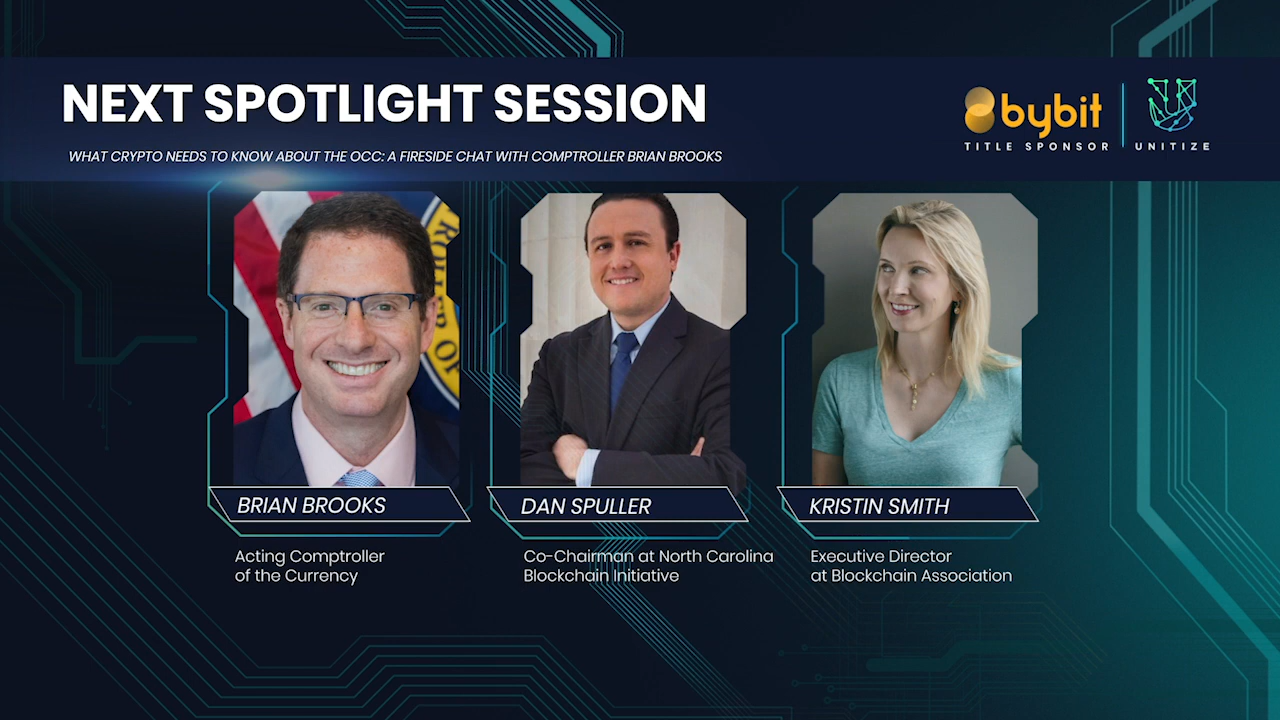 NEXT SPOTLIGHT SESSION
WHAT CRYPTO NEEDS TO KNOW ABOUT THE OCC: A FIRESIDE CHAT WITH COMPTROLLER BRIAN BROOKS
bybit
TITLE SPONSOR
UNITIZE
BRIAN BROOKS
Acting Comptroller
of the Currency
DAN SPULLER
Co-Chairman at North Carolina
Blockchain Initiative
KRISTIN SMITH
Executive Director
at Blockchain Association